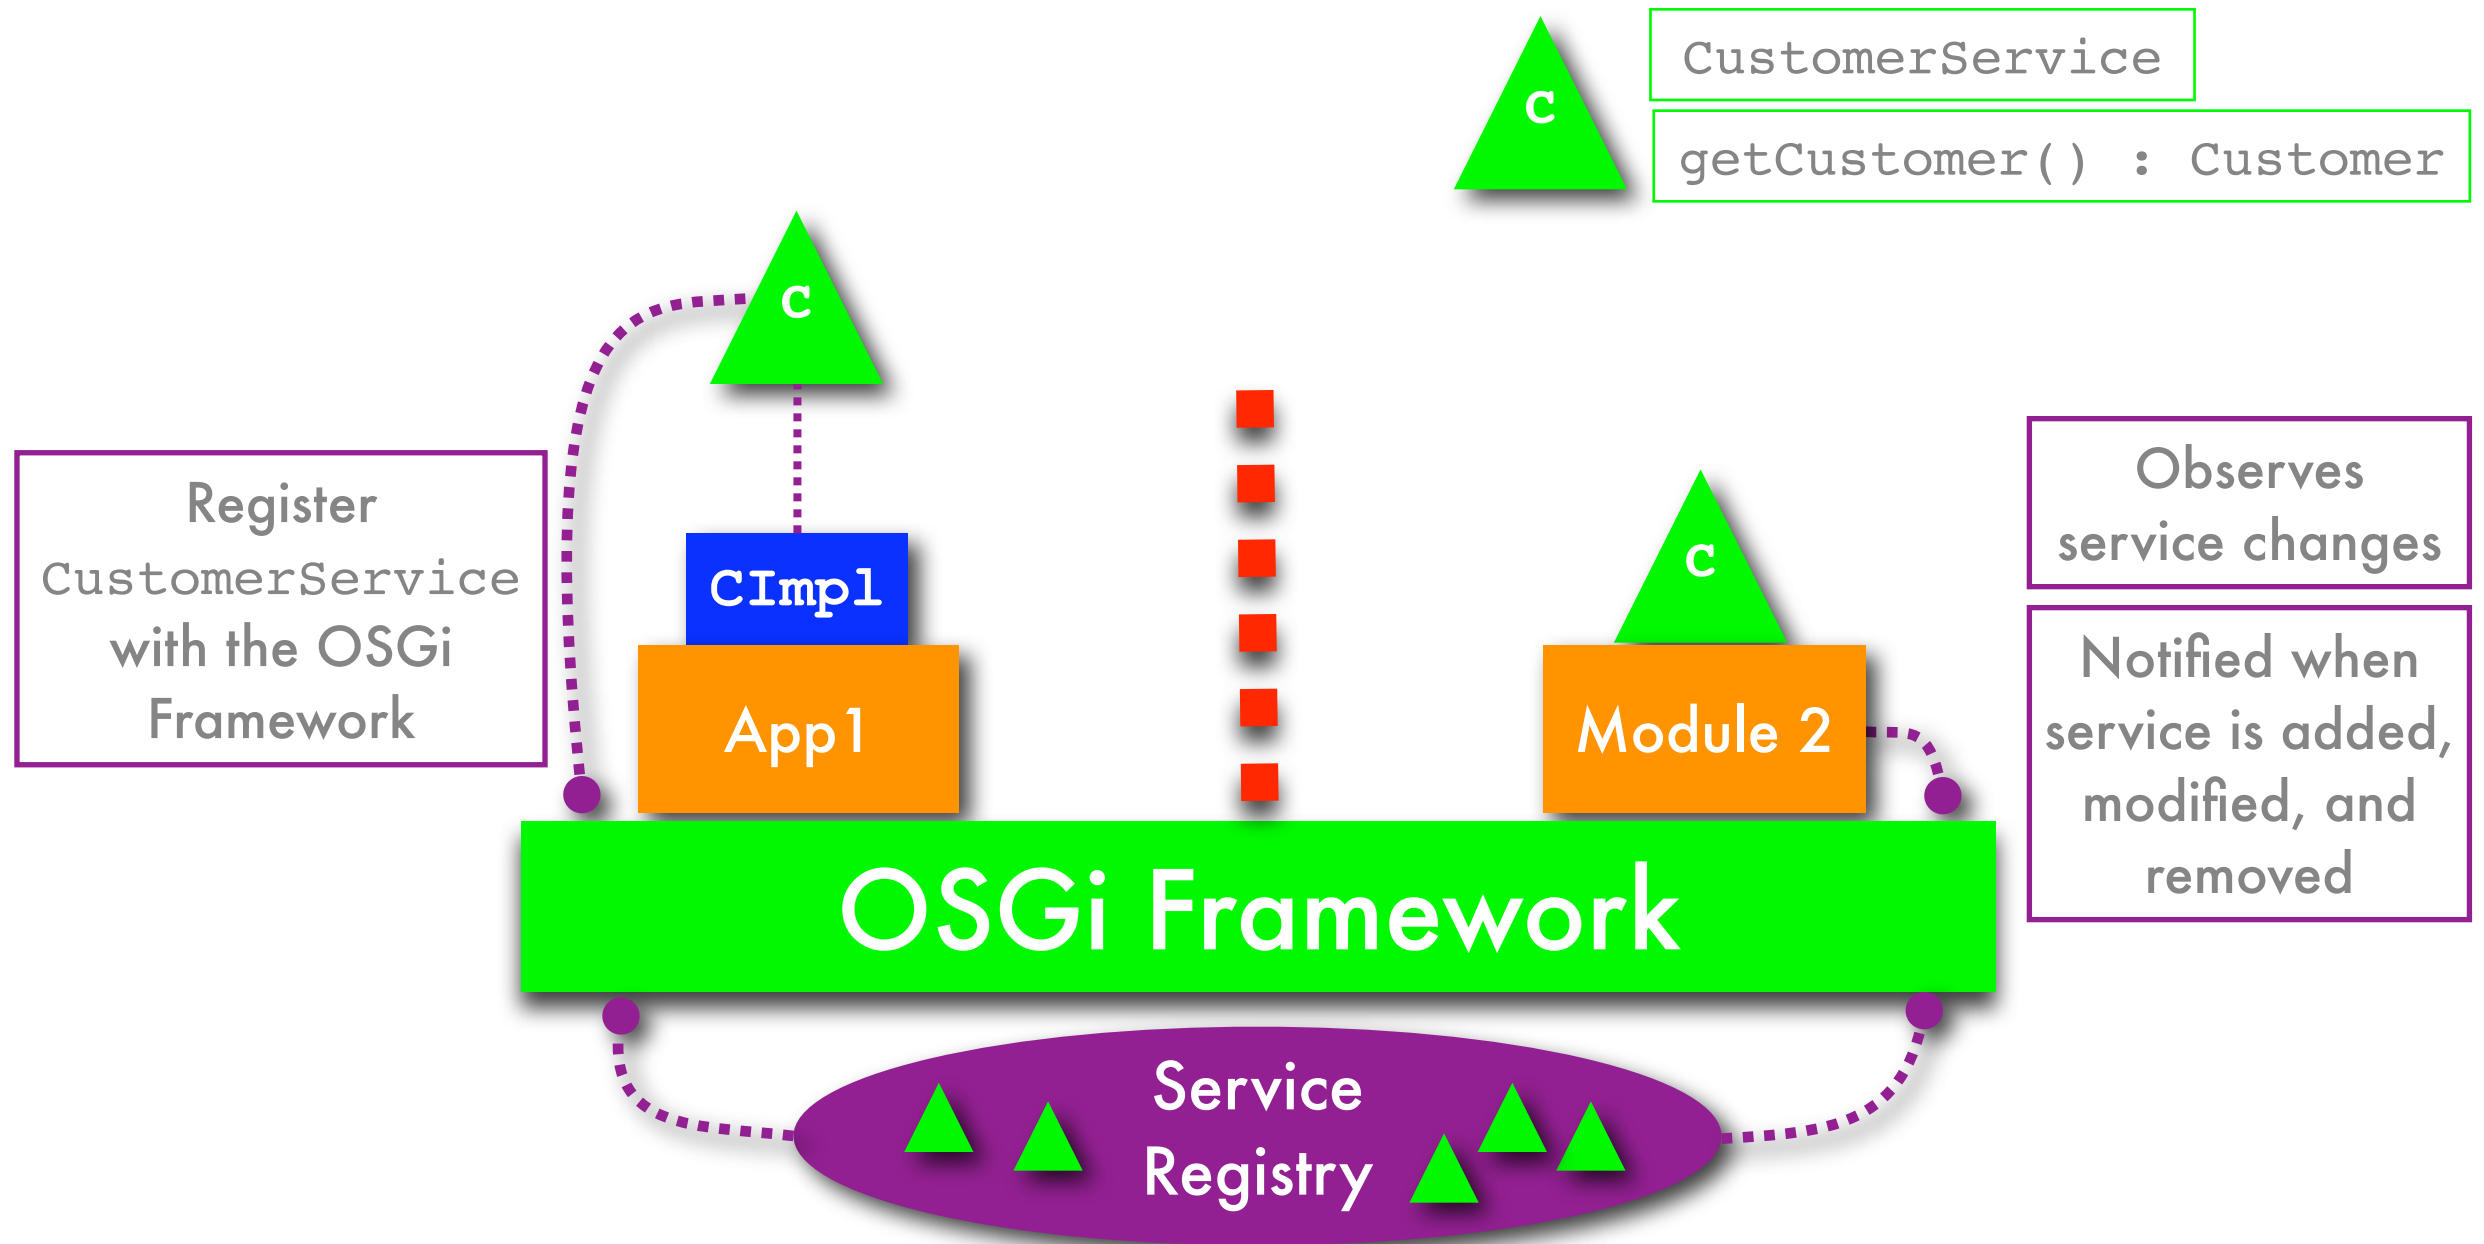 C
CustomerService
getCustomer() : Customer
C
Register
CustomerService
with the OSGi
Framework
CImpl
App1
C
Module 2
Observes
service changes
Notified when
service is added,
modified, and
removed
OSGi Framework
Service
Registry